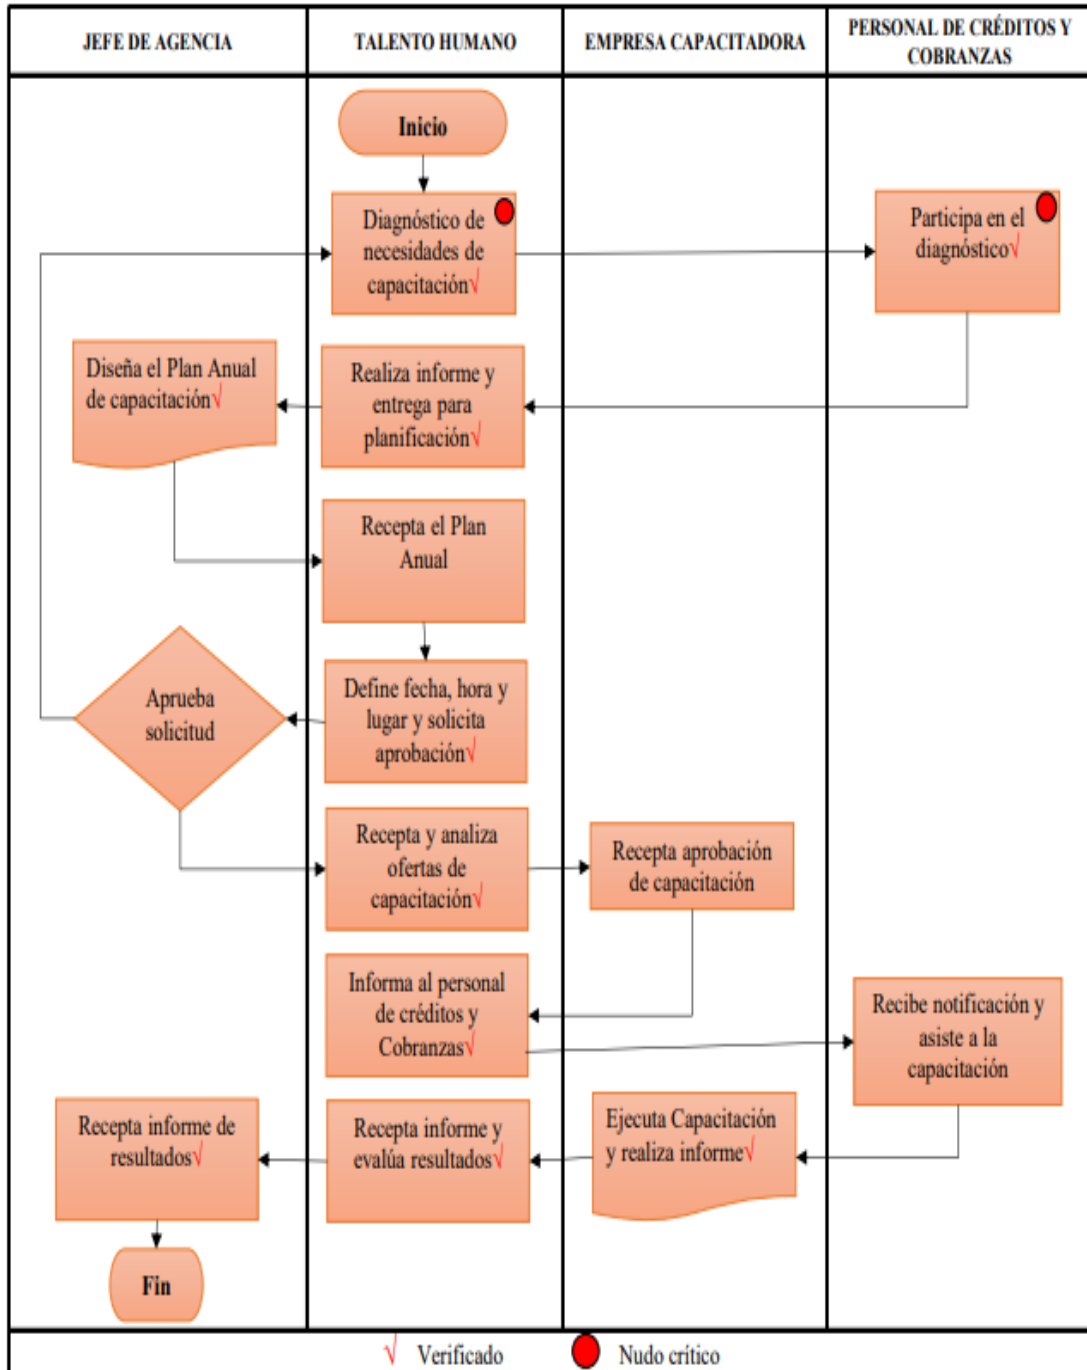 JEFE DE AGENCIA
TALENTO HUMANO
EMPRESA CAPACITADORA
PERSONAL DE CRÉDITOS Y
COBRANZAS
Inicio
Diagnóstico de
necesidades de
capacitación√
Participa en el
diagnóstico√
Diseña el Plan Anual
de capacitación√
Realiza informe y
entrega para
planificación√
Recepta el Plan
Anual
Aprueba
solicitud
Define fecha, hora y
lugar y solicita
aprobación√
Recepta y analiza
ofertas de
capacitación√
Recepta aprobación
de capacitación
Informa al personal
de créditos y
Cobranzas√
Recibe notificación y
asiste a la
capacitación
Recepta informe de
resultados√
Recepta informe y
evalúa resultados√
Ejecuta Capacitación
y realiza informe√
Fin
√ Verificado
Nudo crítico